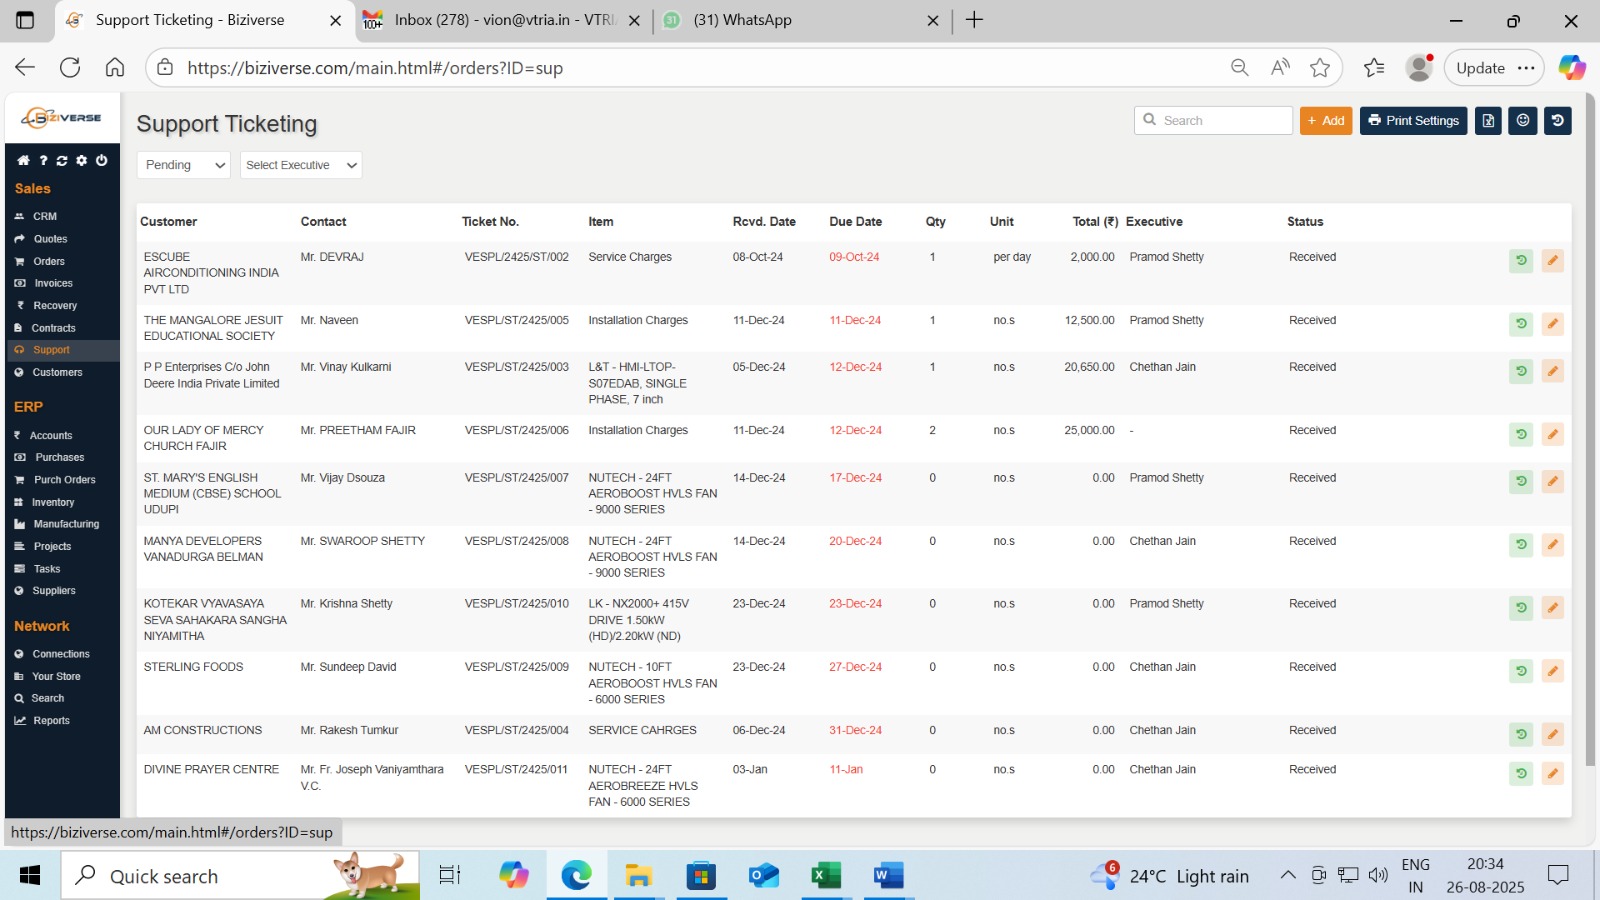 Support Ticketing - Biziverse
Inbox (278) - vion@vtria.in - VTRI
(31) WhatsApp
https://biziverse.com/main.html#/orders?ID=sup
Update
BIZIVERSE
Support Ticketing
Search
+ Add
Print Settings
Pending
Select Executive
Sales
CRM
Quotes
Orders
Invoices
Recovery
Contracts
Support
Customers
ERP
Accounts
Purchases
Purch Orders
Inventory
Manufacturing
Projects
Tasks
Suppliers
Network
Connections
Your Store
Search
Reports
Customer Contact Ticket No. Item Rcvd. Date Due Date Qty Unit Total (₹) Executive Status
ESCUBE Mr. DEVRAJ VESPL/2425/ST/002 Service Charges 08-Oct-24 09-Oct-24 1 per day 2,000.00 Pramod Shetty Received
AIRCONDITIONING INDIA
PVT LTD
THE MANGALORE JESUIT Mr. Naveen VESPL/ST/2425/005 Installation Charges 11-Dec-24 11-Dec-24 1 no.s 12,500.00 Pramod Shetty Received
EDUCATIONAL SOCIETY
P P Enterprises C/o John Mr. Vinay Kulkarni VESPL/ST/2425/003 L&T - HMI-LTOP- 05-Dec-24 12-Dec-24 1 no.s 20,650.00 Chethan Jain Received
Deere India Private Limited S07EDAB, SINGLE
PHASE, 7 inch
OUR LADY OF MERCY Mr. PREETHAM FAJIR VESPL/ST/2425/006 Installation Charges 11-Dec-24 12-Dec-24 2 no.s 25,000.00 - Received
CHURCH FAJIR
ST. MARY'S ENGLISH Mr. Vijay Dsouza VESPL/ST/2425/007 NUTECH - 24FT 14-Dec-24 17-Dec-24 0 no.s 0.00 Pramod Shetty Received
MEDIUM (CBSE) SCHOOL AEROBOOST HVLS FAN
UDUPI - 9000 SERIES
MANYA DEVELOPERS Mr. SWAROOP SHETTY VESPL/ST/2425/008 NUTECH - 24FT 14-Dec-24 20-Dec-24 0 no.s 0.00 Chethan Jain Received
VANADURGA BELMAN AEROBOOST HVLS FAN
- 9000 SERIES
KOTEKAR VYAVASAYA Mr. Krishna Shetty VESPL/ST/2425/010 LK - NX2000+ 415V 23-Dec-24 23-Dec-24 0 no.s 0.00 Pramod Shetty Received
SEVA SAHAKARA SANGHA DRIVE 1.50kW
NIYAMITHA (HD)/2.20kW (ND)
STERLING FOODS Mr. Sundeep David VESPL/ST/2425/009 NUTECH - 10FT 23-Dec-24 27-Dec-24 0 no.s 0.00 Chethan Jain Received
AEROBOOST HVLS FAN
- 6000 SERIES
AM CONSTRUCTIONS Mr. Rakesh Tumkur VESPL/ST/2425/004 SERVICE CAHRGES 06-Dec-24 31-Dec-24 0 no.s 0.00 Chethan Jain Received
DIVINE PRAYER CENTRE Mr. Fr. Joseph Vaniyamthara VESPL/ST/2425/011 NUTECH - 24FT 03-Jan 11-Jan 0 no.s 0.00 Chethan Jain Received
V.C. AEROBREEZE HVLS
FAN - 6000 SERIES
https://biziverse.com/main.html#/orders?ID=sup
Quick search
6
24°C Light rain
ENG
IN
20:34
26-08-2025